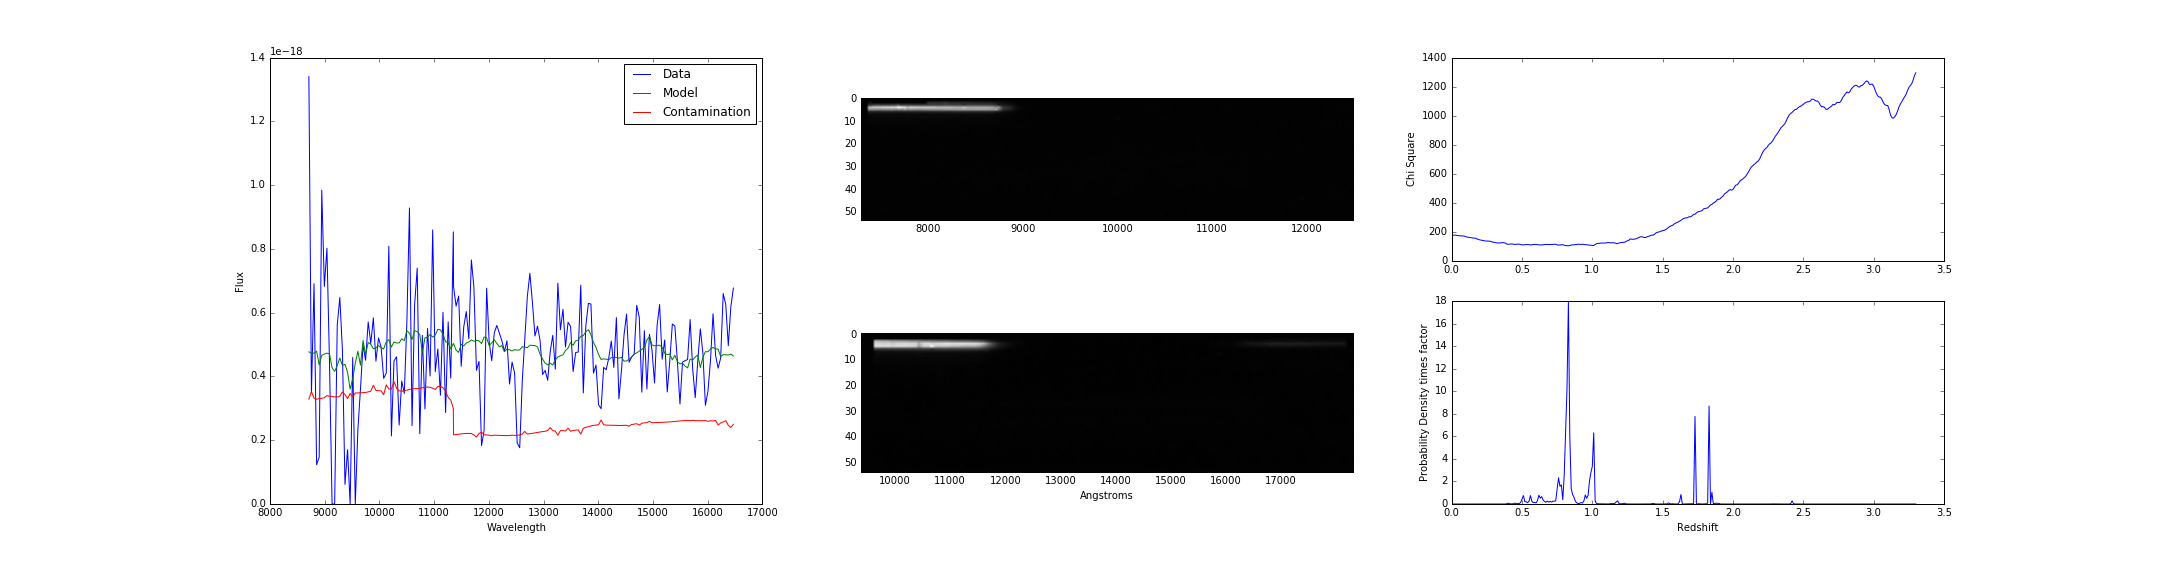 1e−18
1.4
1.2
1.0
0.8
0.6
0.4
0.2
0.0
Flux
8000 9000 10000 11000 12000 13000 14000 15000 16000 17000
Wavelength
Data
Model
Contamination
0
10
20
30
40
50
8000 9000 10000 11000 12000
0
10
20
30
40
50
10000 11000 12000 13000 14000 15000 16000 17000
Angstroms
1400
1200
1000
800
600
400
200
0
Chi Square
0.0 0.5 1.0 1.5 2.0 2.5 3.0 3.5
18
16
14
12
10
8
6
4
2
0
Probability Density times factor
0.0 0.5 1.0 1.5 2.0 2.5 3.0 3.5
Redshift